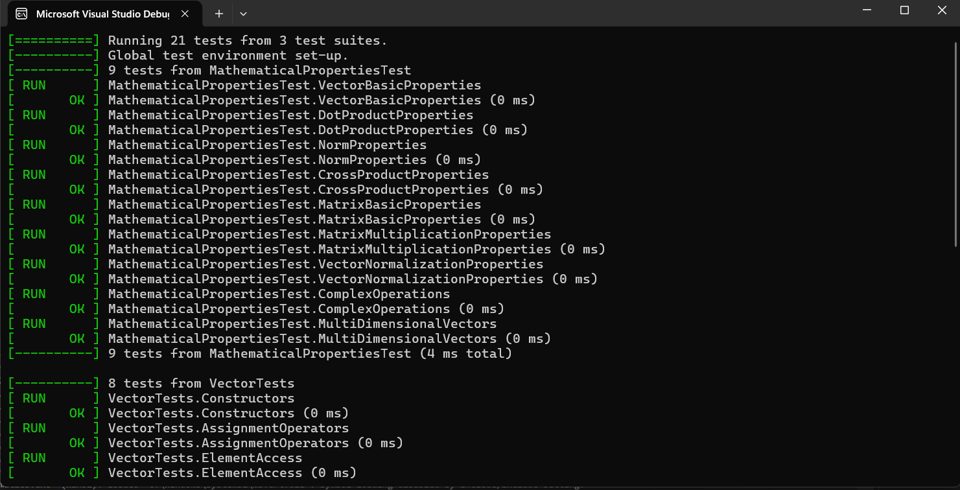 Microsoft Visual Studio Debug
[==========] Running 21 tests from 3 test suites.
[----------] Global test environment set-up.
[----------] 9 tests from MathematicalPropertiesTest
[ RUN      ] MathematicalPropertiesTest.VectorBasicProperties
[       OK ] MathematicalPropertiesTest.VectorBasicProperties (0 ms)
[ RUN      ] MathematicalPropertiesTest.DotProductProperties
[       OK ] MathematicalPropertiesTest.DotProductProperties (0 ms)
[ RUN      ] MathematicalPropertiesTest.NormProperties
[       OK ] MathematicalPropertiesTest.NormProperties (0 ms)
[ RUN      ] MathematicalPropertiesTest.CrossProductProperties
[       OK ] MathematicalPropertiesTest.CrossProductProperties (0 ms)
[ RUN      ] MathematicalPropertiesTest.MatrixBasicProperties
[       OK ] MathematicalPropertiesTest.MatrixBasicProperties (0 ms)
[ RUN      ] MathematicalPropertiesTest.MatrixMultiplicationProperties
[       OK ] MathematicalPropertiesTest.MatrixMultiplicationProperties (0 ms)
[ RUN      ] MathematicalPropertiesTest.VectorNormalizationProperties
[       OK ] MathematicalPropertiesTest.VectorNormalizationProperties (0 ms)
[ RUN      ] MathematicalPropertiesTest.ComplexOperations
[       OK ] MathematicalPropertiesTest.ComplexOperations (0 ms)
[ RUN      ] MathematicalPropertiesTest.MultiDimensionalVectors
[       OK ] MathematicalPropertiesTest.MultiDimensionalVectors (0 ms)
[----------] 9 tests from MathematicalPropertiesTest (4 ms total)
[----------] 8 tests from VectorTests
[ RUN      ] VectorTests.Constructors
[       OK ] VectorTests.Constructors (0 ms)
[ RUN      ] VectorTests.AssignmentOperators
[       OK ] VectorTests.AssignmentOperators (0 ms)
[ RUN      ] VectorTests.ElementAccess
[       OK ] VectorTests.ElementAccess (0 ms)